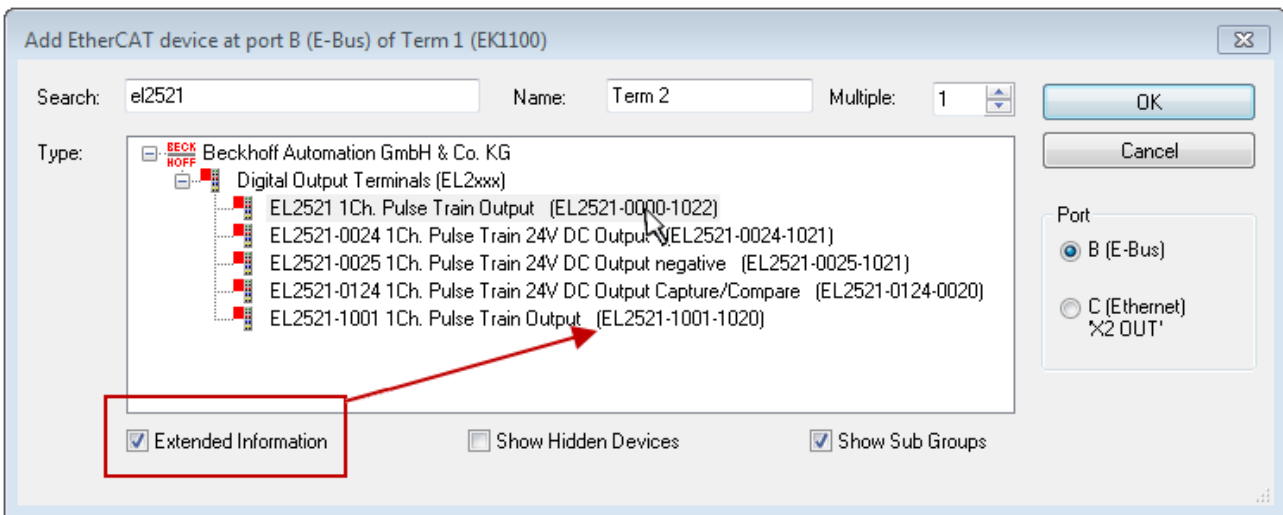 Add EtherCAT device at port B (E-Bus) of Term 1 (EK1100)
Search: el2521 Name: Term 2 Multiple: 1 OK
Type: BECKHOFF Beckhoff Automation GmbH & Co. KG Cancel
Digital Output Terminals (EL2xxx)
EL2521 1Ch. Pulse Train Output (EL2521-0000-1022)
EL2521-0024 1Ch. Pulse Train 24V DC Output (EL2521-0024-1021)
EL2521-0025 1Ch. Pulse Train 24V DC Output negative (EL2521-0025-1021)
EL2521-0124 1Ch. Pulse Train 24V DC Output Capture/Compare (EL2521-0124-0020)
EL2521-1001 1Ch. Pulse Train Output (EL2521-1001-1020)
Port
B (E-Bus)
C (Ethernet)
'X2 OUT'
Extended Information Show Hidden Devices Show Sub Groups